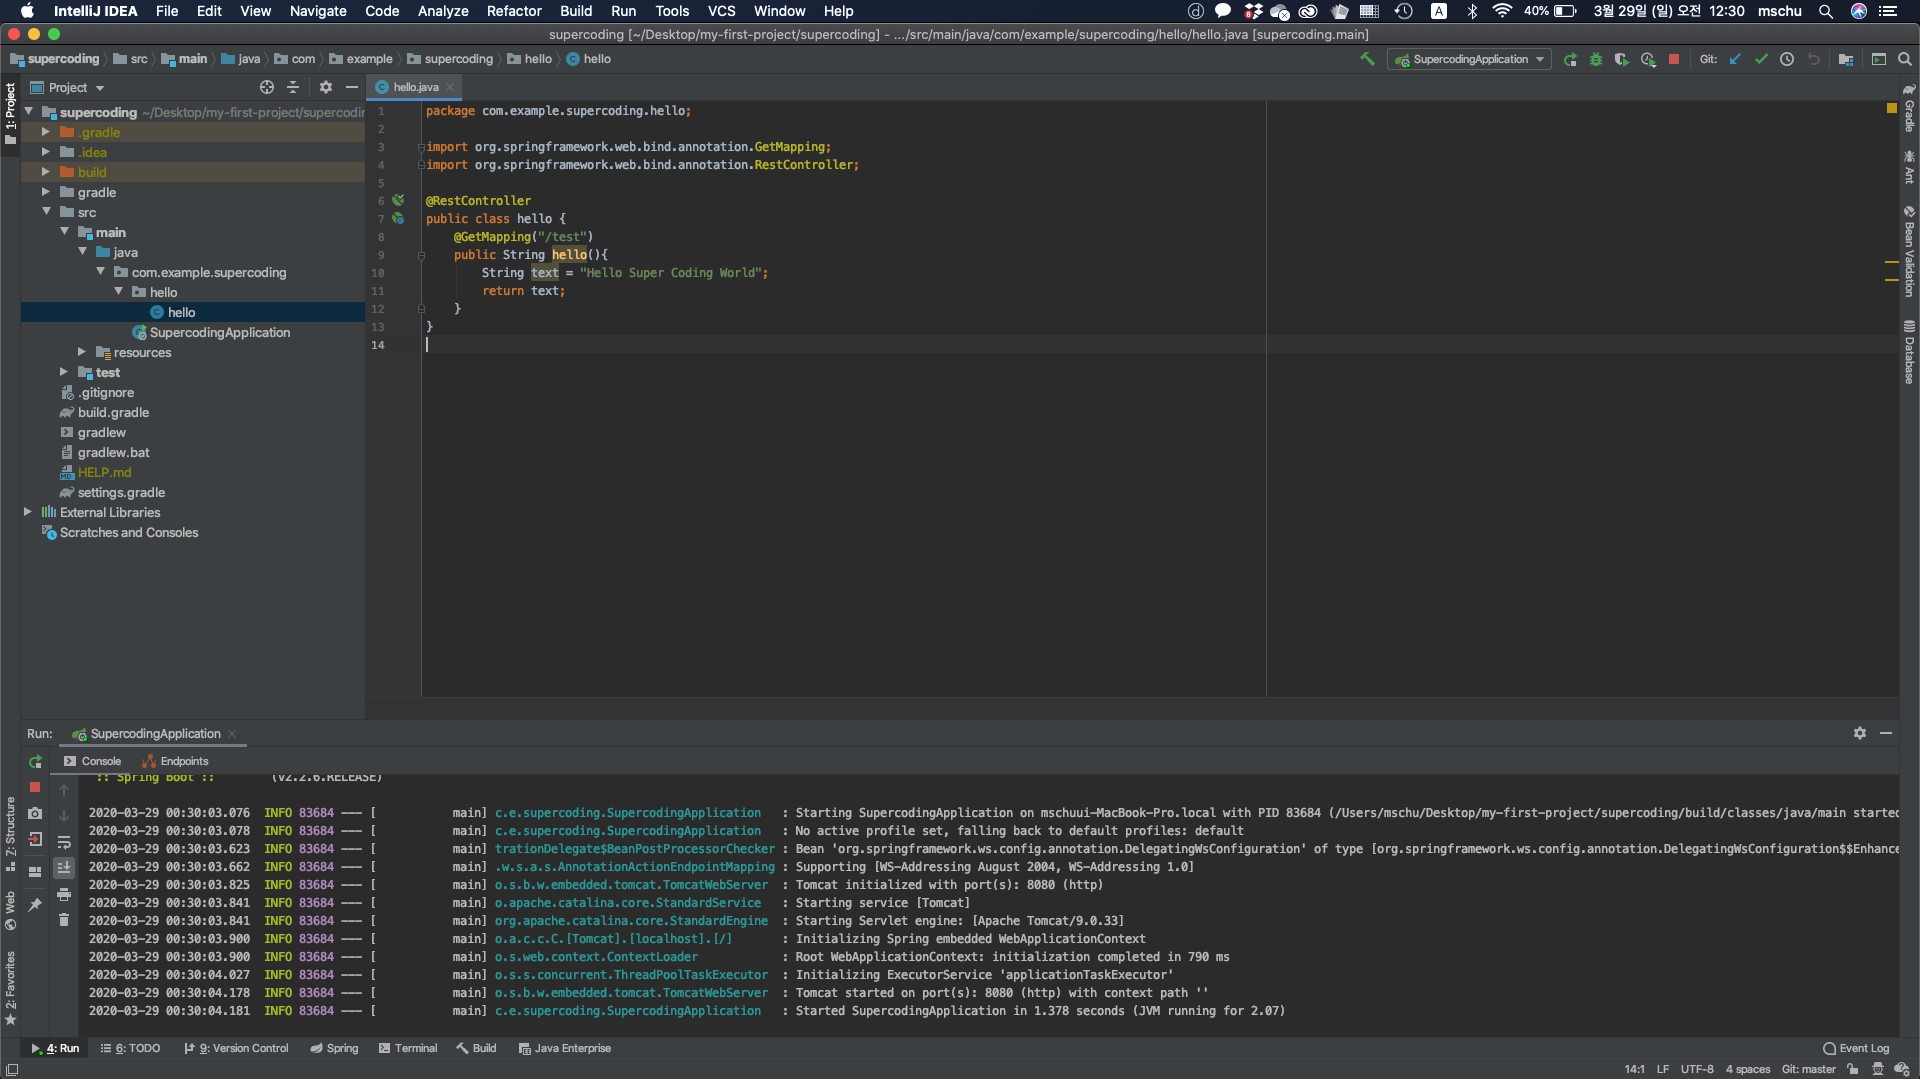 IntelliJ IDEA File Edit View Navigate Code Analyze Refactor Build Run Tools VCS Window Help 40% 3월 29일 (일) 오전 12:30 mschu
supercoding [~/Desktop/my-first-project/supercoding] - .../src/main/java/com/example/supercoding/hello/hello.java [supercoding.main]
supercoding src main java com example supercoding hello hello SupercodingApplication Git:
Project
hello.java
1: Project
supercoding ~/Desktop/my-first-project/supercodin
.gradle
.idea
build
gradle
src
main
java
com.example.supercoding
hello
hello
SupercodingApplication
resources
test
.gitignore
build.gradle
gradlew
gradlew.bat
HELP.md
settings.gradle
External Libraries
Scratches and Consoles
1 package com.example.supercoding.hello;
2
3 import org.springframework.web.bind.annotation.GetMapping;
4 import org.springframework.web.bind.annotation.RestController;
5
6 @RestController
7 public class hello {
8 @GetMapping("/test")
9 public String hello(){
10 String text = "Hello Super Coding World";
11 return text;
12 }
13 }
14
Gradle
Ant
Bean Validation
Database
Run: SupercodingApplication
Console Endpoints
:: Spring Boot :: (v2.2.6.RELEASE)
2020-03-29 00:30:03.076 INFO 83684 --- [ main] c.e.supercoding.SupercodingApplication : Starting SupercodingApplication on mschuui-MacBook-Pro.local with PID 83684 (/Users/mschu/Desktop/my-first-project/supercoding/build/classes/java/main started
2020-03-29 00:30:03.078 INFO 83684 --- [ main] c.e.supercoding.SupercodingApplication : No active profile set, falling back to default profiles: default
2020-03-29 00:30:03.623 INFO 83684 --- [ main] trationDelegate$BeanPostProcessorChecker : Bean 'org.springframework.ws.config.annotation.DelegatingWsConfiguration' of type [org.springframework.ws.config.annotation.DelegatingWsConfiguration$$Enhance
2020-03-29 00:30:03.662 INFO 83684 --- [ main] .w.s.a.s.AnnotationActionEndpointMapping : Supporting [WS-Addressing August 2004, WS-Addressing 1.0]
2020-03-29 00:30:03.825 INFO 83684 --- [ main] o.s.b.w.embedded.tomcat.TomcatWebServer : Tomcat initialized with port(s): 8080 (http)
2020-03-29 00:30:03.841 INFO 83684 --- [ main] o.apache.catalina.core.StandardService : Starting service [Tomcat]
2020-03-29 00:30:03.841 INFO 83684 --- [ main] org.apache.catalina.core.StandardEngine : Starting Servlet engine: [Apache Tomcat/9.0.33]
2020-03-29 00:30:03.900 INFO 83684 --- [ main] o.a.c.c.C.[Tomcat].[localhost].[/] : Initializing Spring embedded WebApplicationContext
2020-03-29 00:30:03.900 INFO 83684 --- [ main] o.s.web.context.ContextLoader : Root WebApplicationContext: initialization completed in 790 ms
2020-03-29 00:30:04.027 INFO 83684 --- [ main] o.s.s.concurrent.ThreadPoolTaskExecutor : Initializing ExecutorService 'applicationTaskExecutor'
2020-03-29 00:30:04.178 INFO 83684 --- [ main] o.s.b.w.embedded.tomcat.TomcatWebServer : Tomcat started on port(s): 8080 (http) with context path ''
2020-03-29 00:30:04.181 INFO 83684 --- [ main] c.e.supercoding.SupercodingApplication : Started SupercodingApplication in 1.378 seconds (JVM running for 2.07)
Z: Structure
Web
2: Favorites
4: Run 6: TODO 9: Version Control Spring Terminal Build Java Enterprise Event Log
14:1 LF UTF-8 4 spaces Git: master